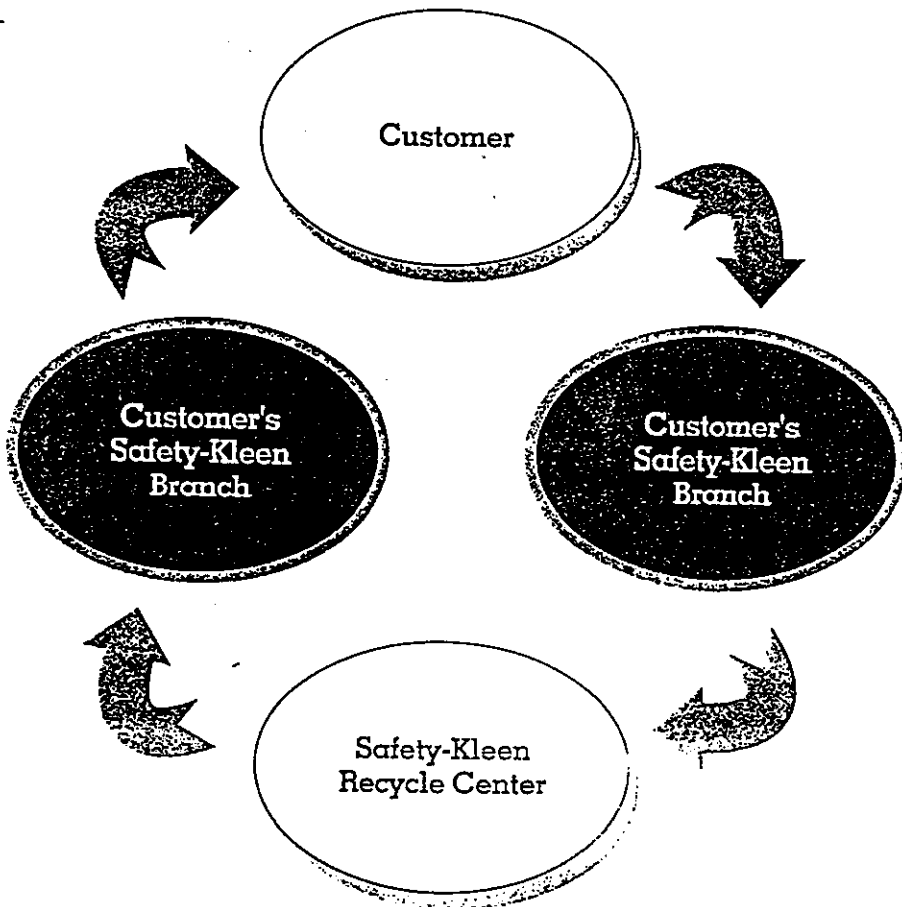 Customer
Customer's
Safety-Kleen
Branch
Customer's
Safety-Kleen
Branch
Safety-Kleen
Recycle Center